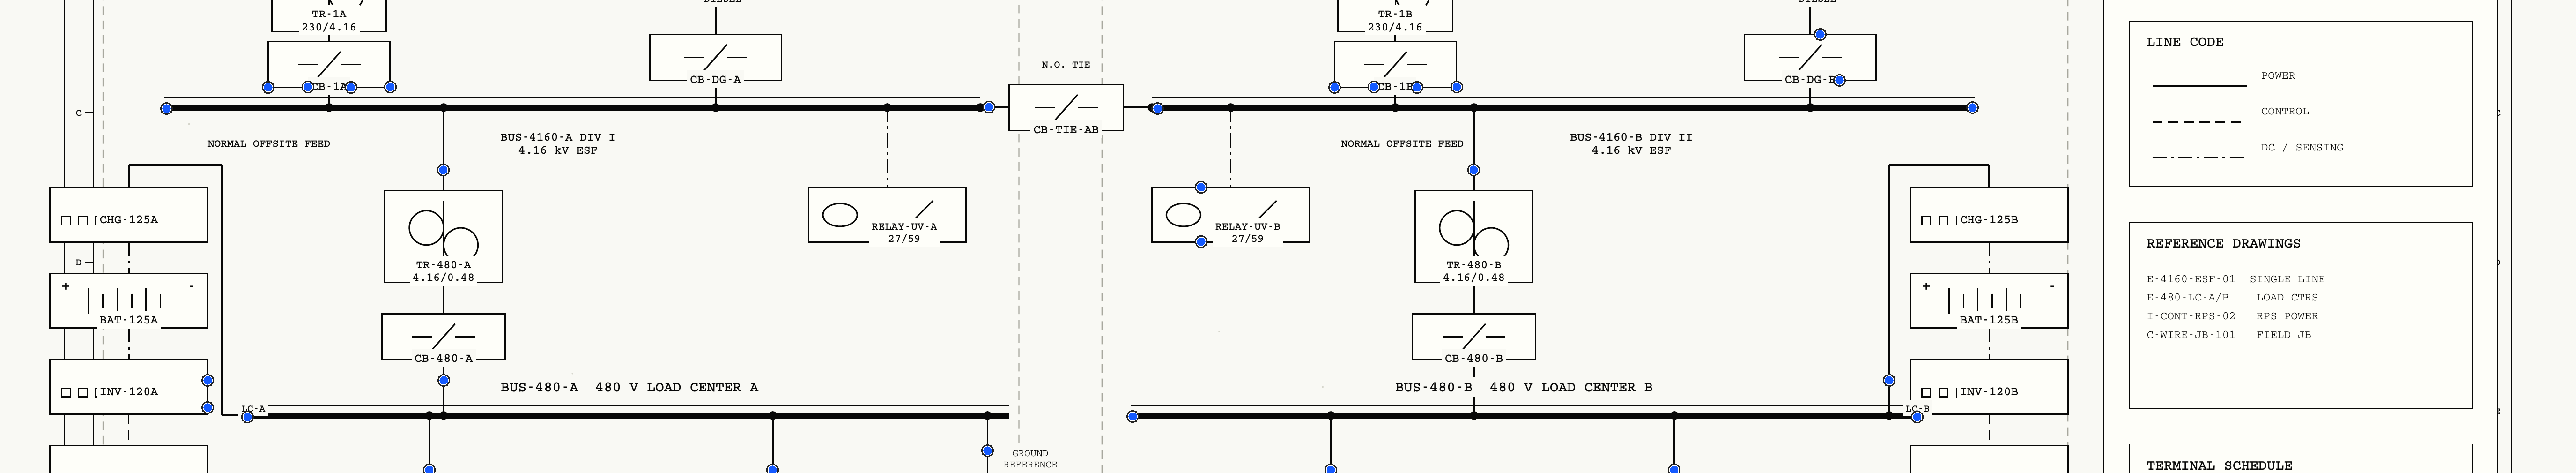 TR-1A
230/4.16
CB-DG-A
N.O. TIE
CB-TIE-AB
TR-1B
230/4.16
C
NORMAL OFFSITE FEED
BUS-4160-A DIV I
4.16 kV ESF
NORMAL OFFSITE FEED
BUS-4160-B DIV II
4.16 kV ESF
CHG-125A
RELAY-UV-A
27/59
RELAY-UV-B
27/59
CHG-125B
D
TR-480-A
4.16/0.48
TR-480-B
4.16/0.48
+ -
BAT-125A
+ -
BAT-125B
CB-480-A
CB-480-B
INV-120A
BUS-480-A 480 V LOAD CENTER A
BUS-480-B 480 V LOAD CENTER B
INV-120B
LC-A
LC-B
GROUND
REFERENCE
LINE CODE
POWER
CONTROL
DC / SENSING
REFERENCE DRAWINGS
E-4160-ESF-01 SINGLE LINE
E-480-LC-A/B LOAD CTRS
I-CONT-RPS-02 RPS POWER
C-WIRE-JB-101 FIELD JB
TERMINAL SCHEDULE